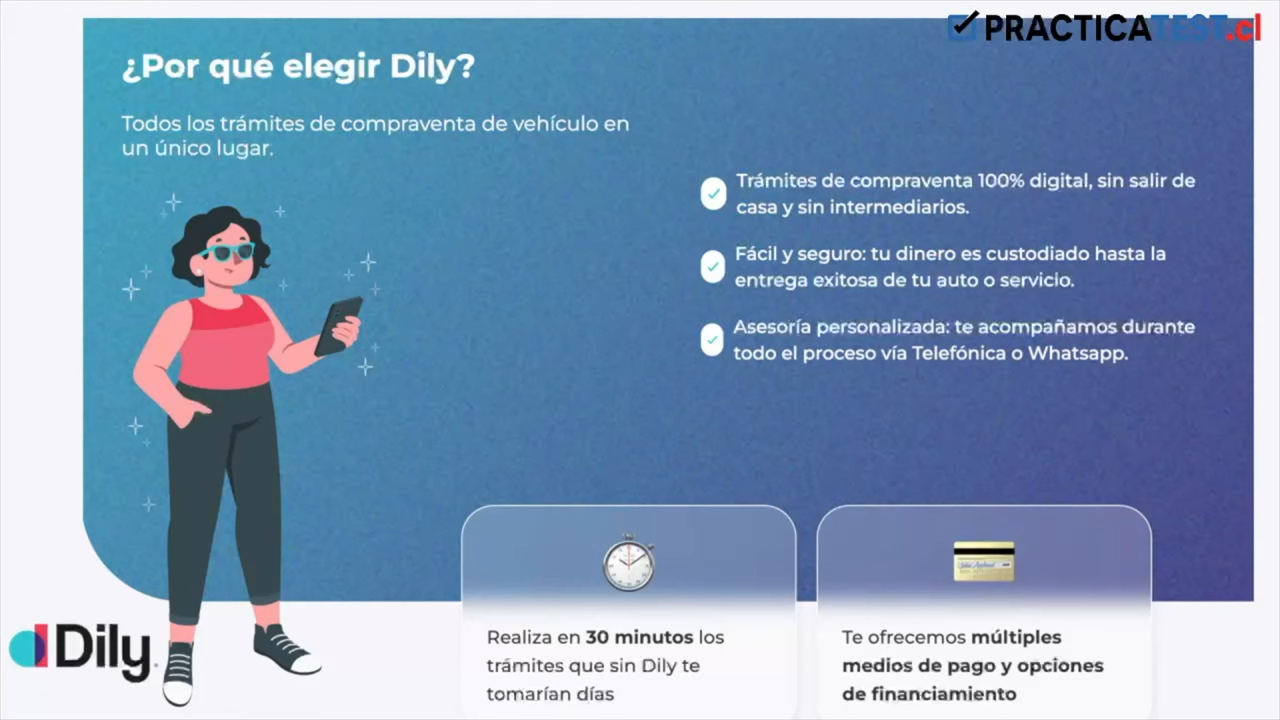 PRACTICATEST.cl
¿Por qué elegir Dily?
Todos los trámites de compraventa de vehículo en
un único lugar.
Trámites de compraventa 100% digital, sin salir de
casa y sin intermediarios.
Fácil y seguro: tu dinero es custodiado hasta la
entrega exitosa de tu auto o servicio.
Asesoría personalizada: te acompañamos durante
todo el proceso vía Telefónica o Whatsapp.
Realiza en 30 minutos los
trámites que sin Dily te
tomarían días
Te ofrecemos múltiples
medios de pago y opciones
de financiamiento
Dily